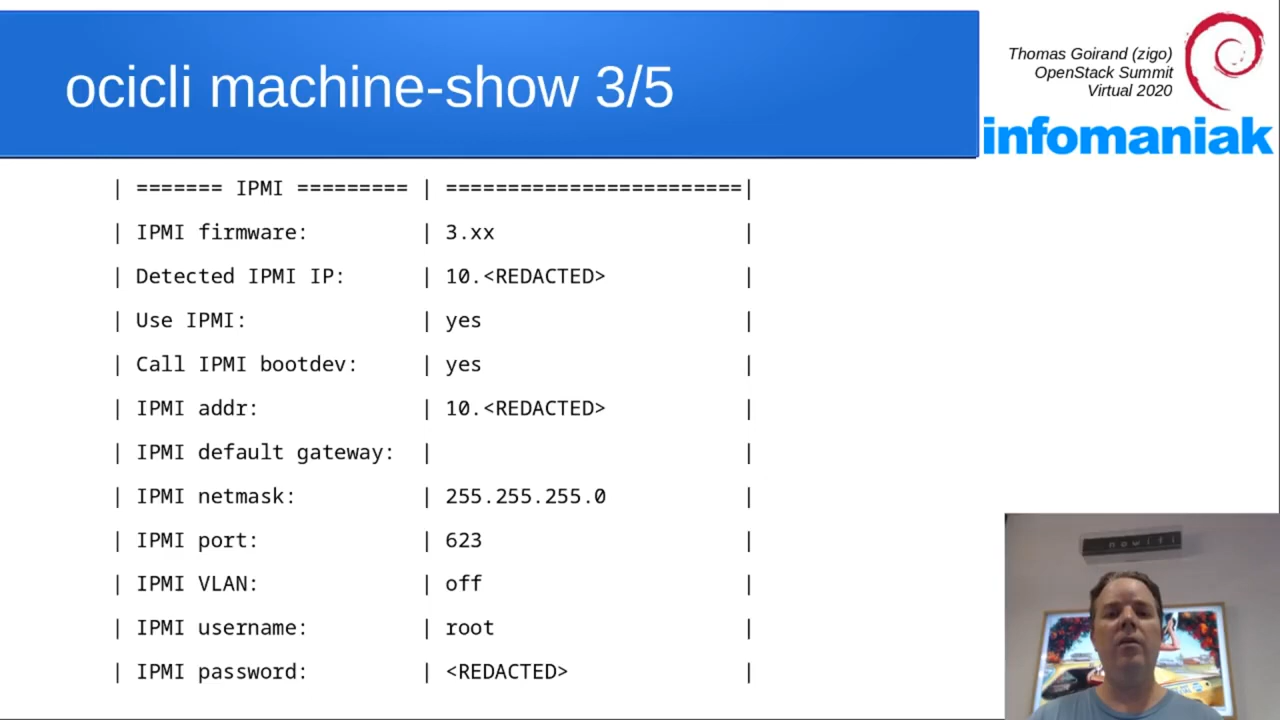 ocicli machine-show 3/5
Thomas Goirand (zigo)
OpenStack Summit
Virtual 2020
infomaniak
| ======= IPMI ========= | ========================|
| IPMI firmware: | 3.xx |
| Detected IPMI IP: | 10.<REDACTED> |
| Use IPMI: | yes |
| Call IPMI bootdev: | yes |
| IPMI addr: | 10.<REDACTED> |
| IPMI default gateway: | |
| IPMI netmask: | 255.255.255.0 |
| IPMI port: | 623 |
| IPMI VLAN: | off |
| IPMI username: | root |
| IPMI password: | <REDACTED> |
nowifi